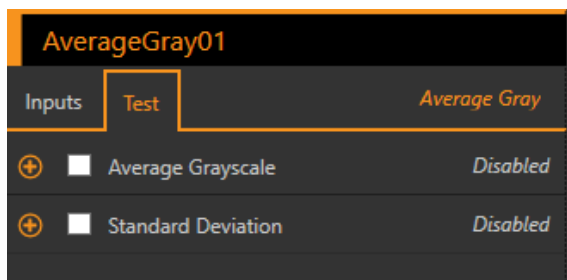 AverageGray01
Inputs Test Average Gray
Average Grayscale Disabled
Standard Deviation Disabled